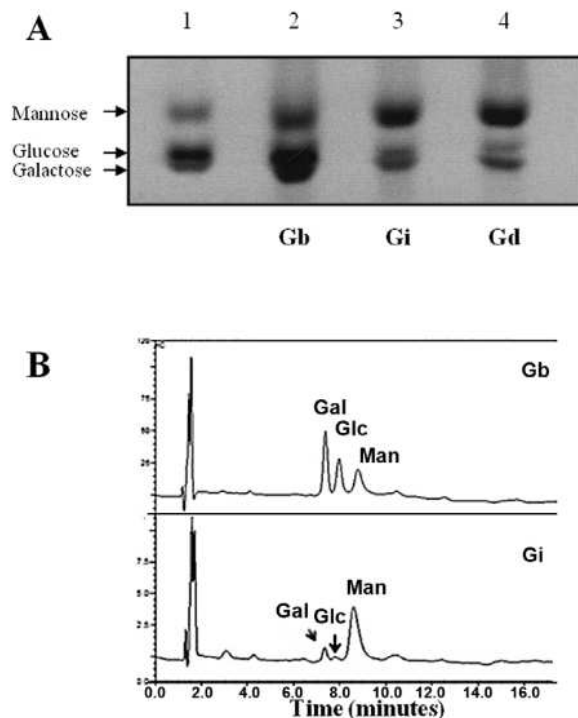 A
1 2 3 4
Mannose
Glucose
Galactose
Gb Gi Gd
B
Gb
Gal
Glc
Man
75
25
Gi
Man
Gal
Glc
7.5
5.0
2.5
0.0 2.0 4.0 6.0 8.0 10.0 12.0 14.0 16.0
Time (minutes)